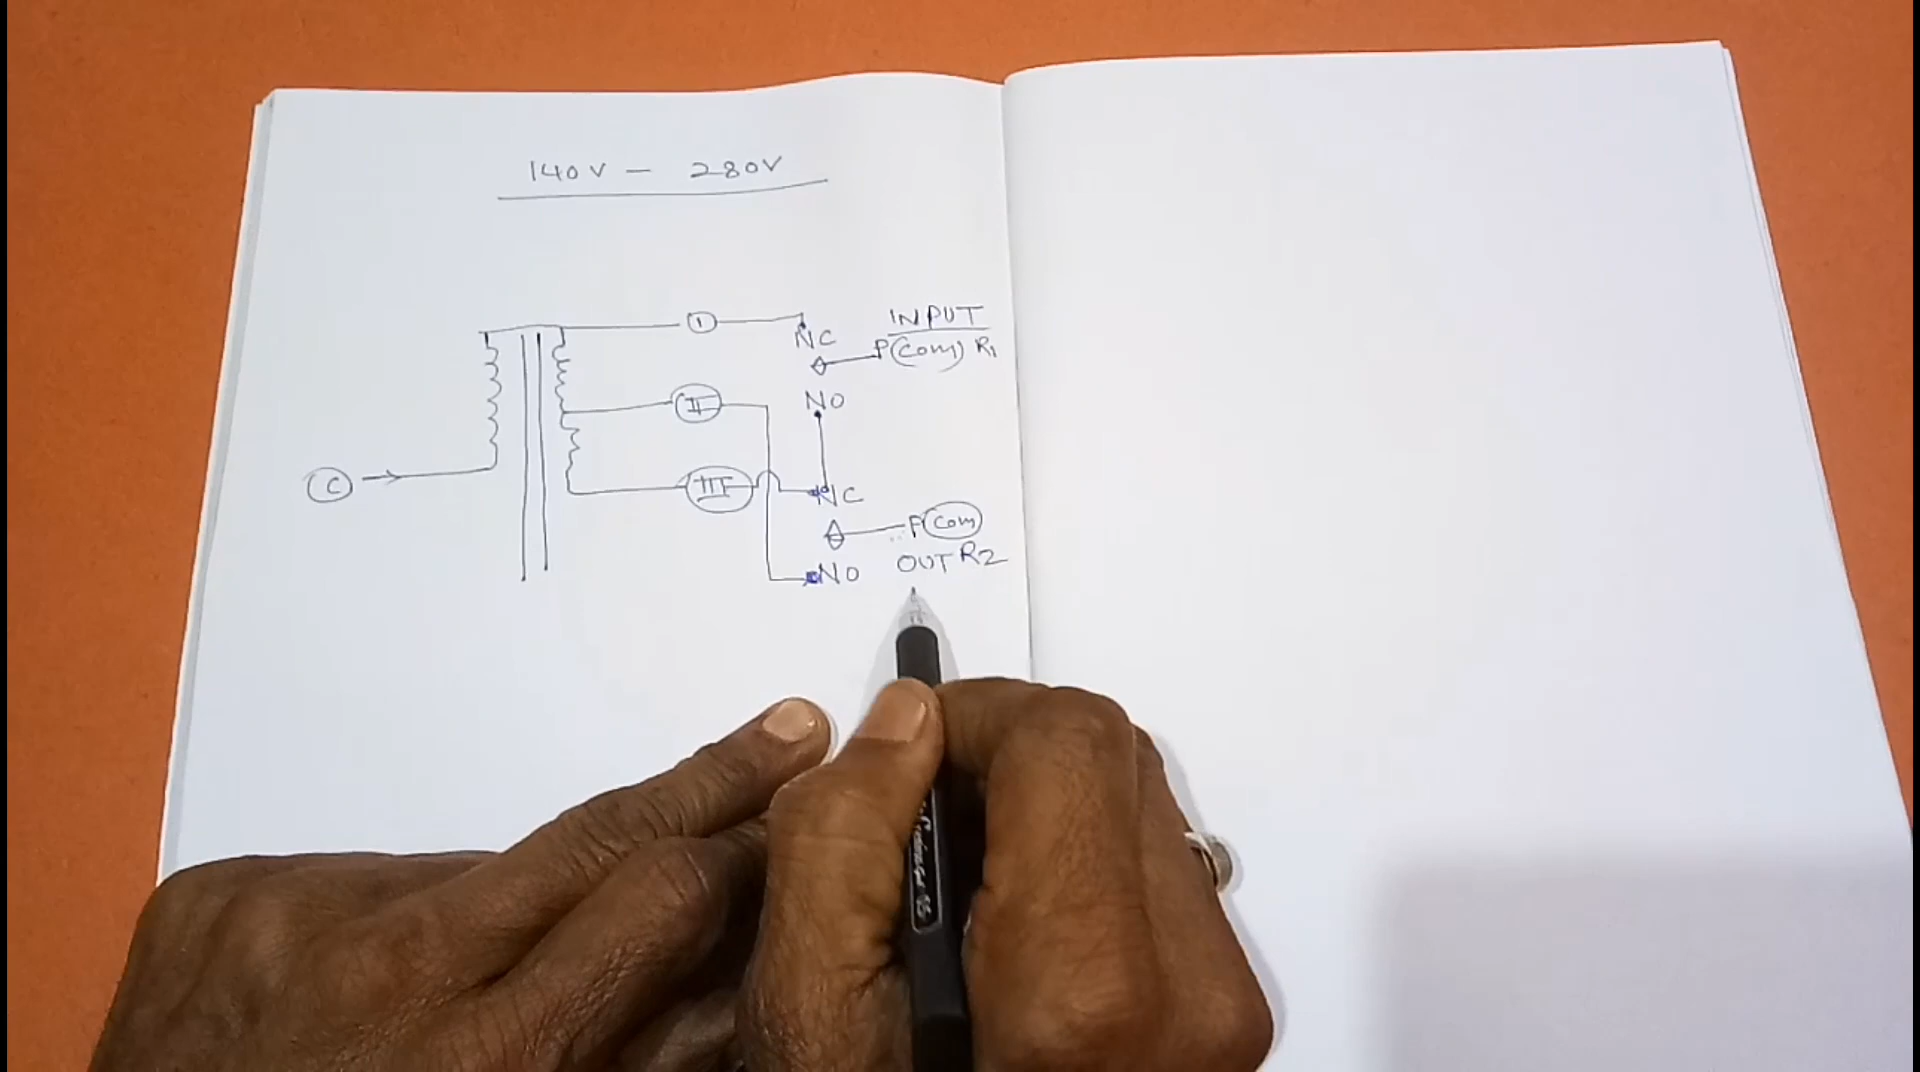 140V - 280V
I
NC
INPUT
P(Com) R1
II
NO
C
III
NC
P(Com)
OUT R2
NO